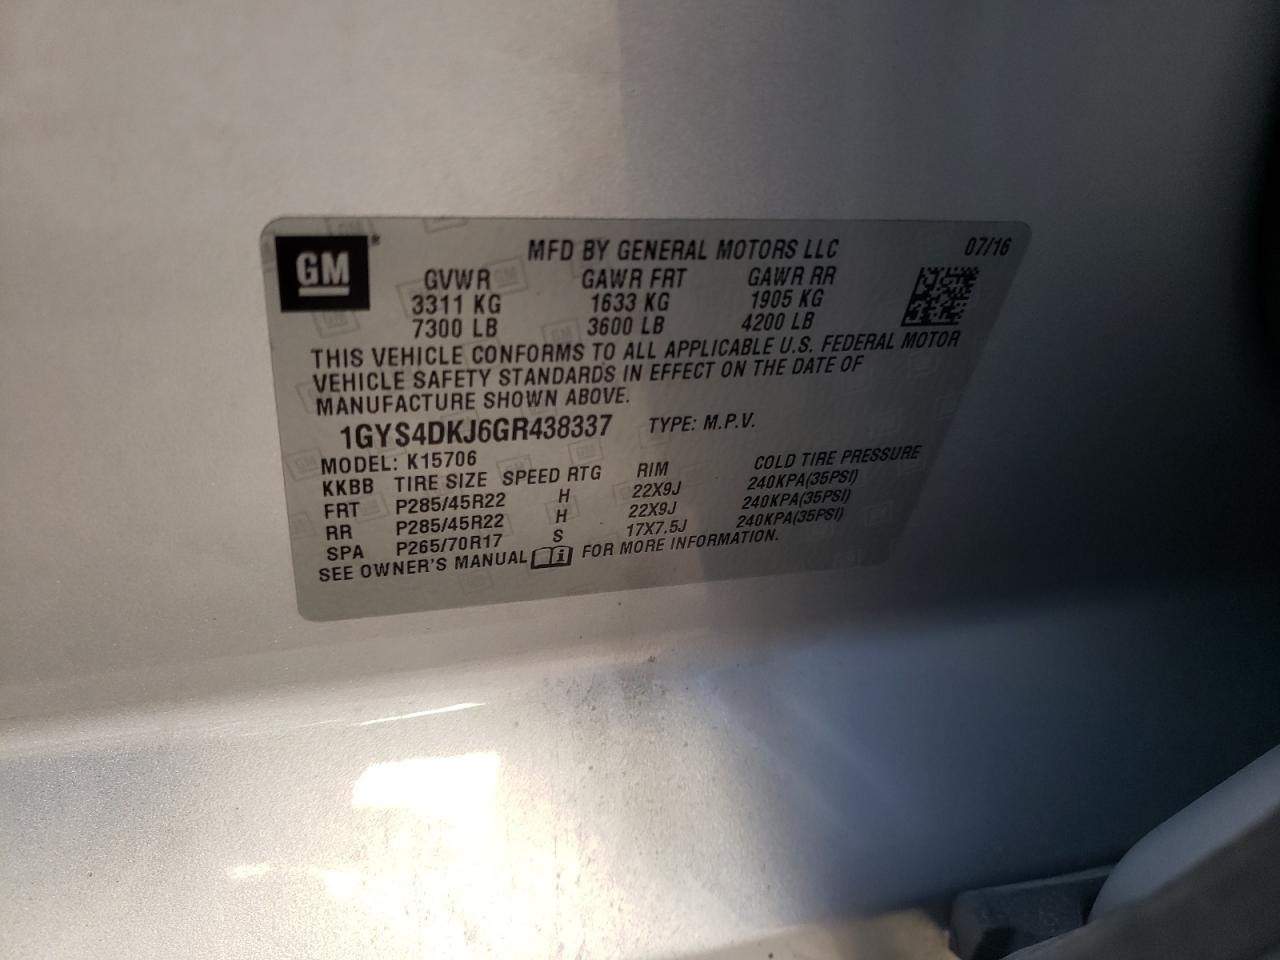 GM®
MFD BY GENERAL MOTORS LLC 07/16
GVWR GAWR FRT GAWR RR
3311 KG 1633 KG 1905 KG
7300 LB 3600 LB 4200 LB
THIS VEHICLE CONFORMS TO ALL APPLICABLE U.S. FEDERAL MOTOR
VEHICLE SAFETY STANDARDS IN EFFECT ON THE DATE OF
MANUFACTURE SHOWN ABOVE.
1GYS4DKJ6GR438337 TYPE: M.P.V.
MODEL: K15706
KKBB TIRE SIZE SPEED RTG RIM COLD TIRE PRESSURE
FRT P285/45R22 H 22X9J 240KPA(35PSI)
RR P285/45R22 H 22X9J 240KPA(35PSI)
SPA P265/70R17 S 17X7.5J 240KPA(35PSI)
SEE OWNER'S MANUAL i FOR MORE INFORMATION.